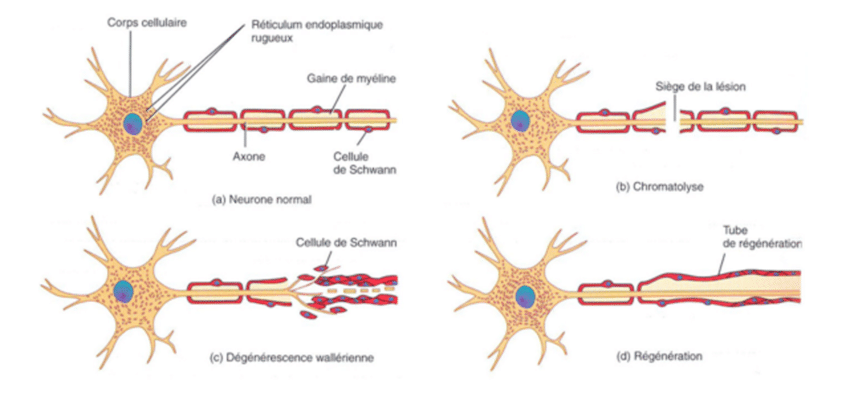 Corps cellulaire
Réticulum endoplasmique
rugueux
Gaine de myéline
Axone
Cellule
de Schwann
(a) Neurone normal
Siège de la lésion
(b) Chromatolyse
Cellule de Schwann
(c) Dégénérescence wallérienne
Tube
de régénération
(d) Régénération